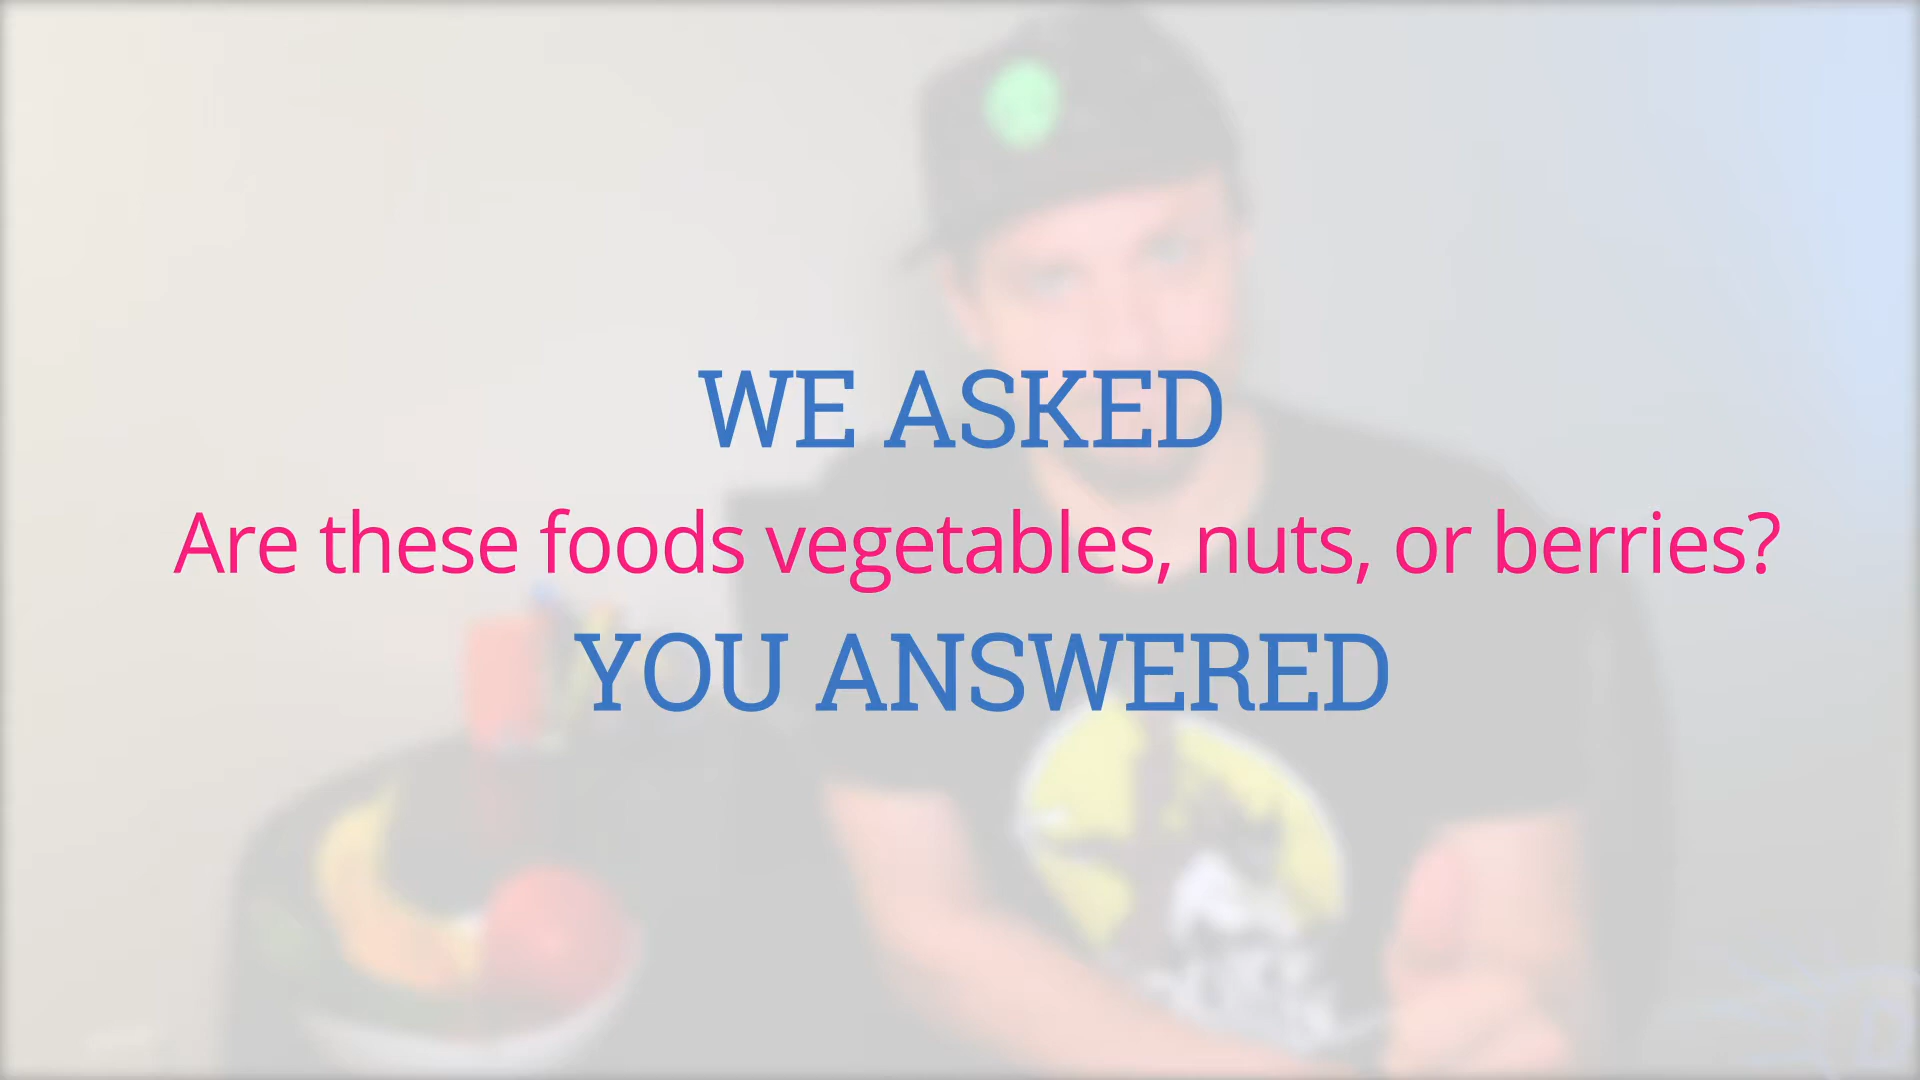 WE ASKED
Are these foods vegetables, nuts, or berries?
YOU ANSWERED